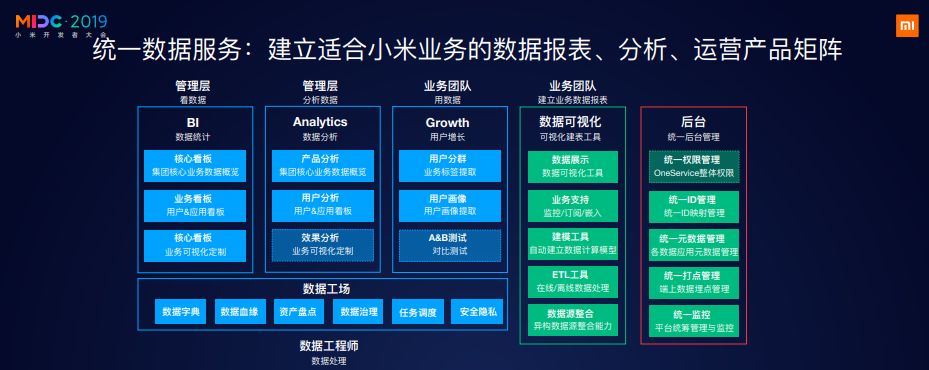 MIDC·2019
小米开发者大会
mi
统一数据服务：建立适合小米业务的数据报表、分析、运营产品矩阵
管理层
看数据
BI
数据统计
核心看板
集团核心业务数据概览
业务看板
用户&应用看板
核心看板
业务可视化定制
管理层
分析数据
Analytics
数据分析
产品分析
集团核心业务数据概览
用户分析
用户&应用看板
效果分析
业务可视化定制
业务团队
用数据
Growth
用户增长
用户分群
业务标签提取
用户画像
用户画像提取
A&B测试
对比测试
业务团队
建立业务数据报表
数据可视化
可视化建表工具
数据展示
数据可视化工具
业务支持
监控/订阅/嵌入
建模工具
自动建立数据计算模型
ETL工具
在线/离线数据处理
数据源整合
异构数据源整合能力
后台
统一后台管理
统一权限管理
OneService整体权限
统一ID管理
统一ID映射管理
统一元数据管理
各数据应用元数据管理
统一打点管理
端上数据埋点管理
统一监控
平台统筹管理与监控
数据工场
数据字典
数据血缘
资产盘点
数据治理
任务调度
安全隐私
数据工程师
数据处理